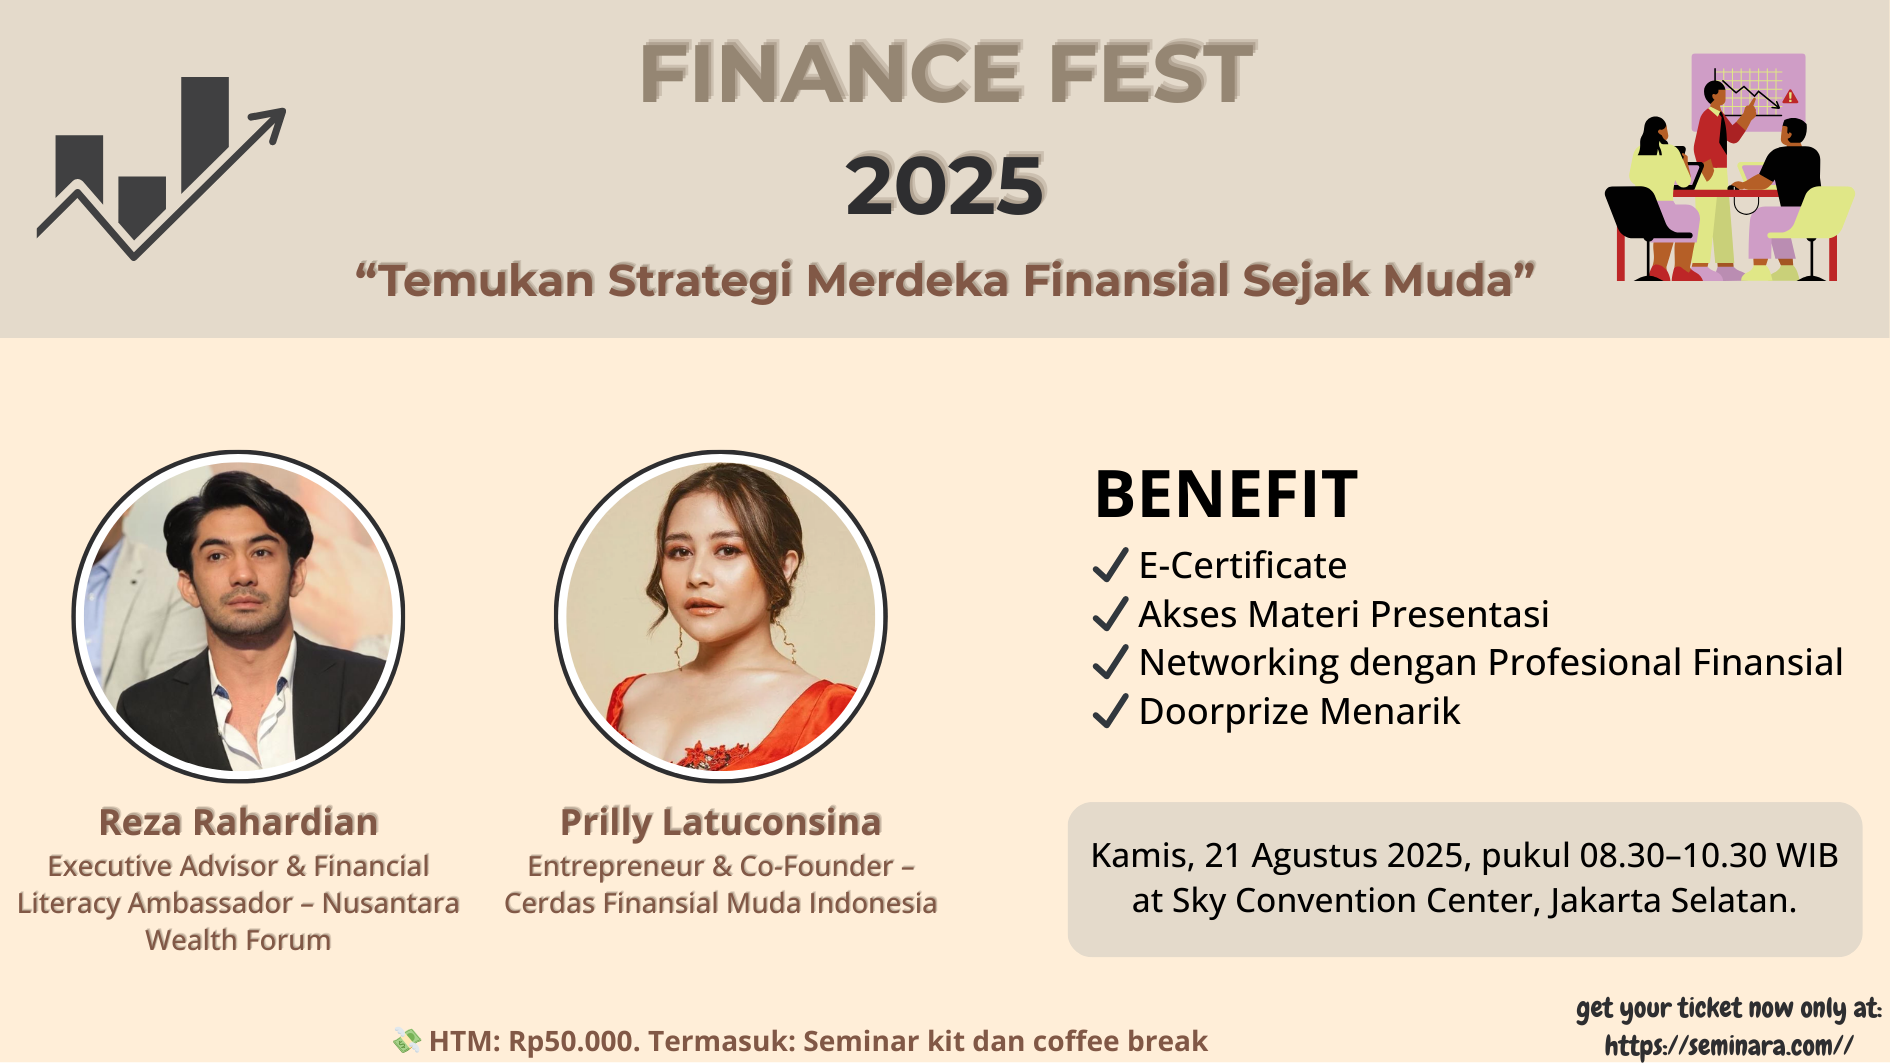 FINANCE FEST
2025
“Temukan Strategi Merdeka Finansial Sejak Muda”
Reza Rahardian
Executive Advisor & Financial
Literacy Ambassador – Nusantara
Wealth Forum
Prilly Latuconsina
Entrepreneur & Co-Founder –
Cerdas Finansial Muda Indonesia
BENEFIT
E-Certificate
Akses Materi Presentasi
Networking dengan Profesional Finansial
Doorprize Menarik
Kamis, 21 Agustus 2025, pukul 08.30–10.30 WIB
at Sky Convention Center, Jakarta Selatan.
HTM: Rp50.000. Termasuk: Seminar kit dan coffee break
get your ticket now only at:
https://seminara.com//